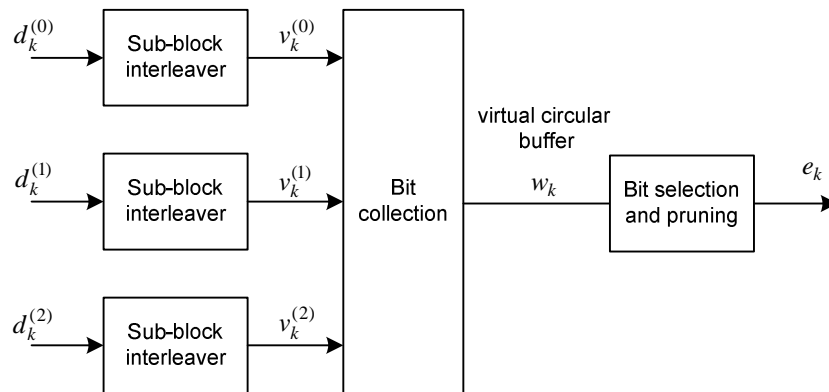 d_k^{(0)}
Sub-block
interleaver
v_k^{(0)}
d_k^{(1)}
Sub-block
interleaver
v_k^{(1)}
d_k^{(2)}
Sub-block
interleaver
v_k^{(2)}
Bit
collection
virtual circular
buffer
w_k
Bit selection
and pruning
e_k